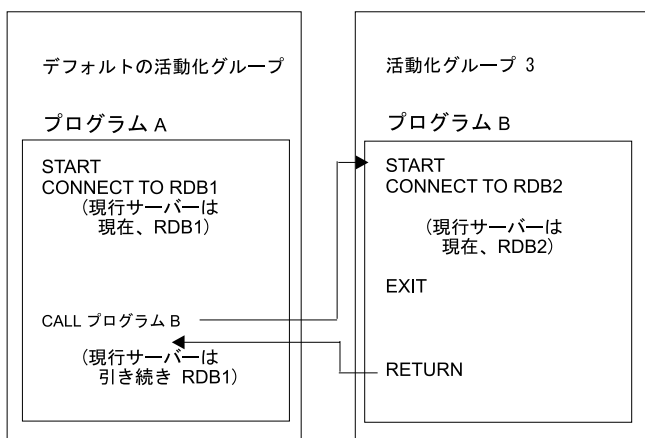 デフォルトの活動化グループ
プログラム A
START
CONNECT TO RDB1
(現行サーバーは
現在、RDB1)
CALL プログラム B
(現行サーバーは
引き続き RDB1)
活動化グループ 3
プログラム B
START
CONNECT TO RDB2
(現行サーバーは
現在、RDB2)
EXIT
RETURN